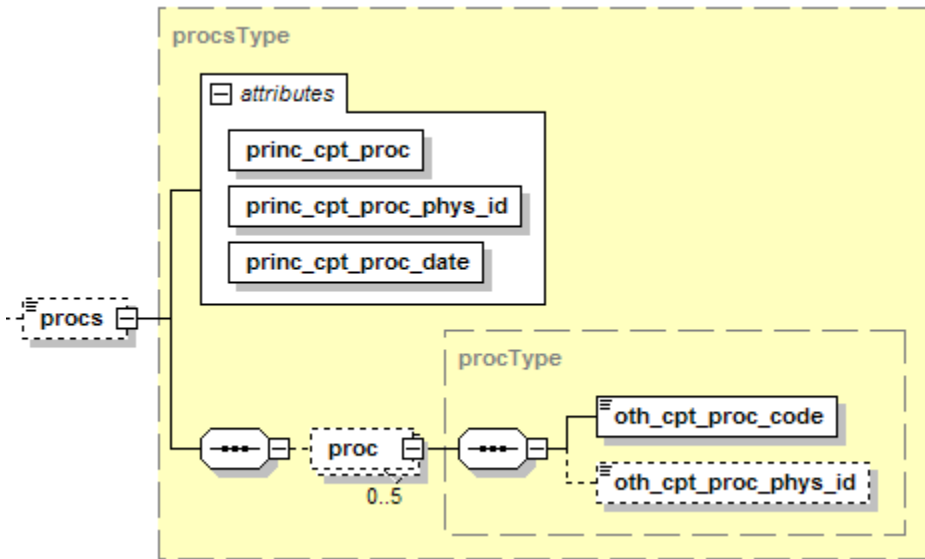 procsType
attributes
princ_cpt_proc
princ_cpt_proc_phys_id
princ_cpt_proc_date
procs
procType
oth_cpt_proc_code
proc
0..5
oth_cpt_proc_phys_id